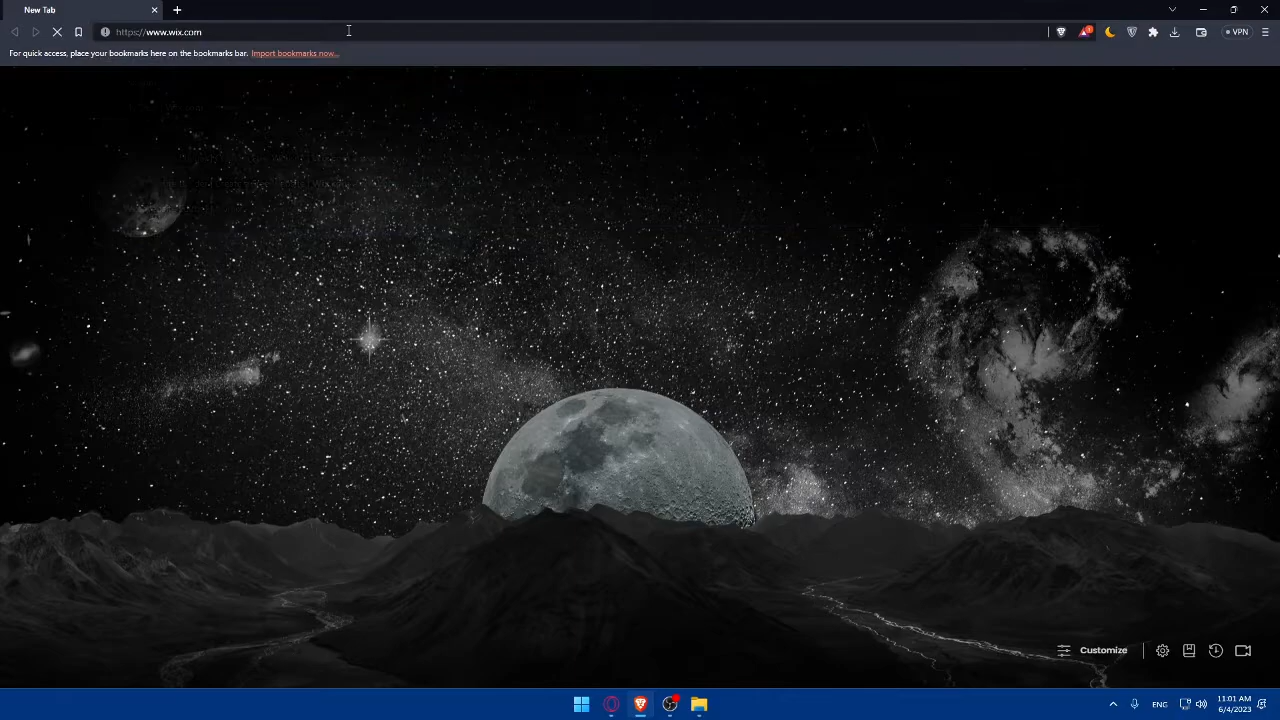 New Tab
https://www.wix.com
1
VPN
For quick access, place your bookmarks here on the bookmarks bar. Import bookmarks now...
Customize
ENG
11:01 AM
6/4/2023